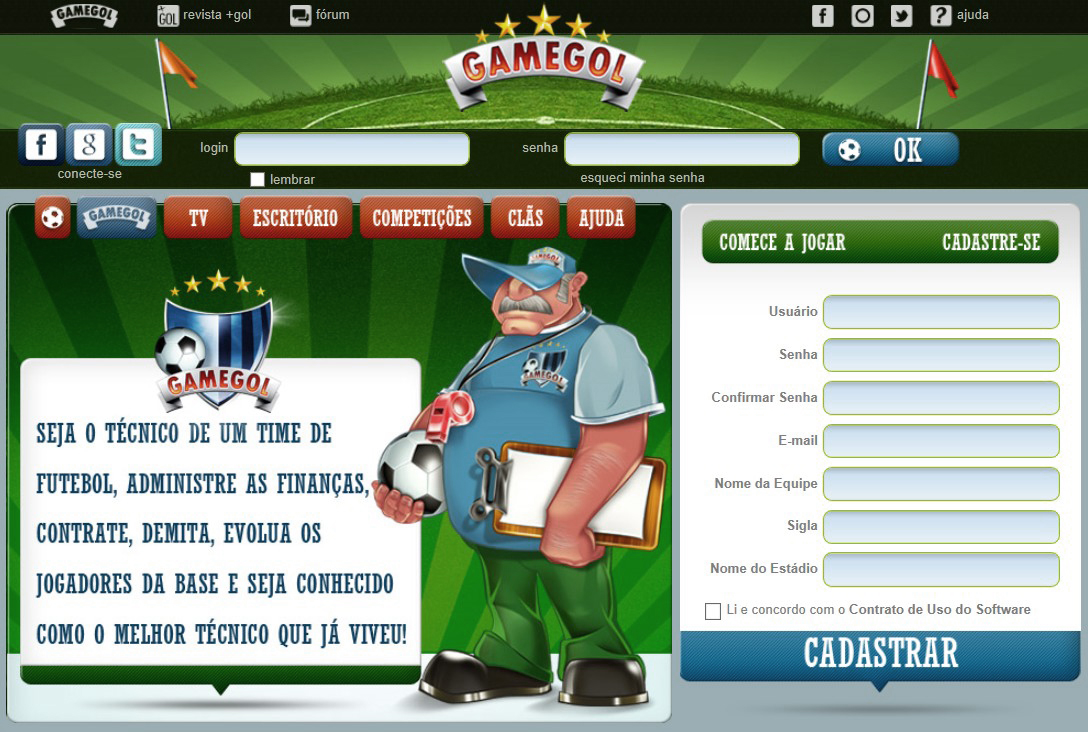 GAMEGOL
+GOL revista +gol
fórum
ajuda
GAMEGOL
login
senha
OK
conecte-se
lembrar
esqueci minha senha
GAMEGOL
TV
ESCRITÓRIO
COMPETIÇÕES
CLÃS
AJUDA
GAMEGOL
SEJA O TÉCNICO DE UM TIME DE
FUTEBOL, ADMINISTRE AS FINANÇAS,
CONTRATE, DEMITA, EVOLUA OS
JOGADORES DA BASE E SEJA CONHECIDO
COMO O MELHOR TÉCNICO QUE JÁ VIVEU!
GAMEGOL
GAMEGOL
COMECE A JOGAR
CADASTRE-SE
Usuário
Senha
Confirmar Senha
E-mail
Nome da Equipe
Sigla
Nome do Estádio
Li e concordo com o Contrato de Uso do Software
CADASTRAR